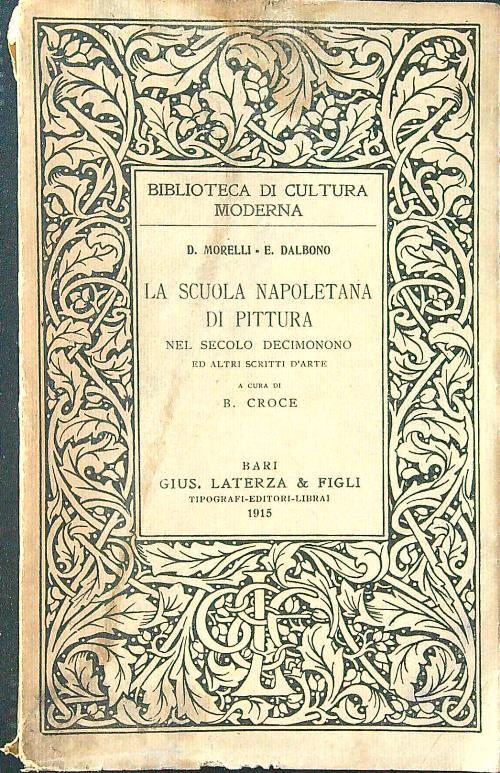 BIBLIOTECA DI CULTURA
MODERNA
D. MORELLI - E. DALBONO
LA SCUOLA NAPOLETANA
DI PITTURA
NEL SECOLO DECIMONONO
ED ALTRI SCRITTI D'ARTE
A CURA DI
B. CROCE
BARI
GIUS. LATERZA & FIGLI
TIPOGRAFI-EDITORI-LIBRAI
1915